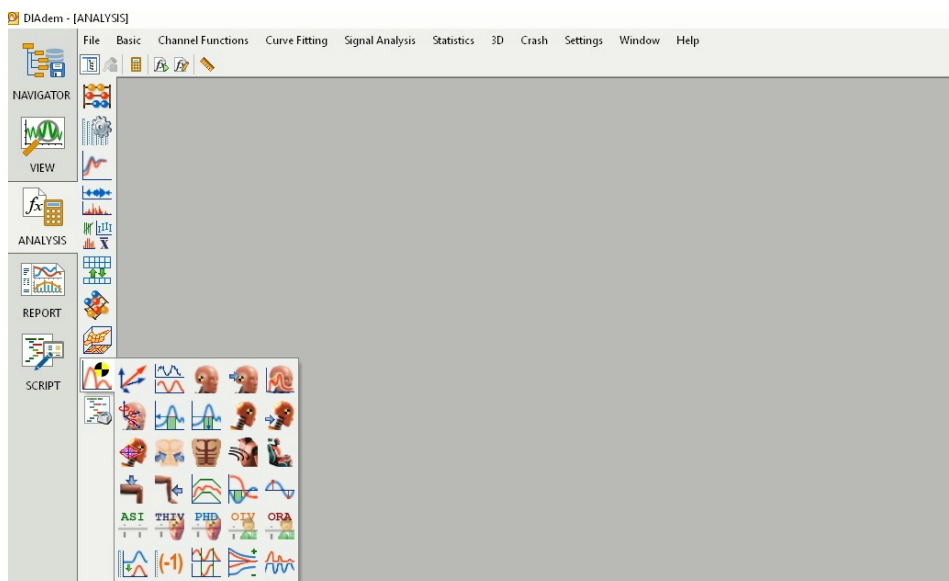 DIAdem - [ANALYSIS]
File Basic Channel Functions Curve Fitting Signal Analysis Statistics 3D Crash Settings Window Help
NAVIGATOR
VIEW
ANALYSIS
REPORT
SCRIPT
ASI THIV PHD OIV ORA
(-1)